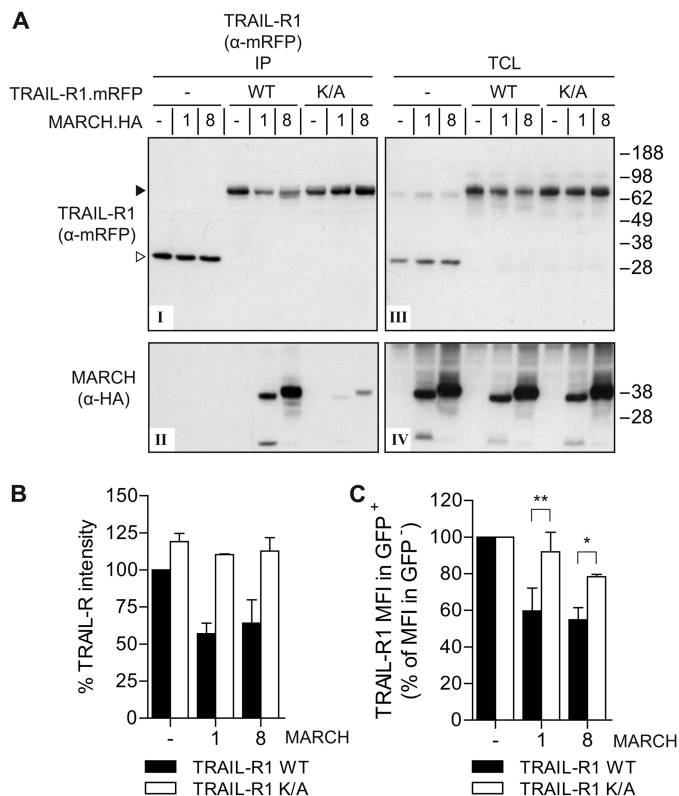 A
TRAIL-R1
(α-mRFP)
IP
TCL
TRAIL-R1.mRFP - WT K/A - WT K/A
MARCH.HA - 1 8 - 1 8 - 1 8 - 1 8 - 1 8 - 1 8
TRAIL-R1
(α-mRFP)
I
III
–188
–98
–62
–49
–38
–28
MARCH
(α-HA)
II
IV
–38
–28
B
% TRAIL-R intensity
150
125
100
75
50
25
0
- 1 8 MARCH
TRAIL-R1 WT
TRAIL-R1 K/A
C
TRAIL-R1 MFI in GFP+
(% of MFI in GFP-)
120
100
80
60
40
20
0
**
*
- 1 8 MARCH
TRAIL-R1 WT
TRAIL-R1 K/A